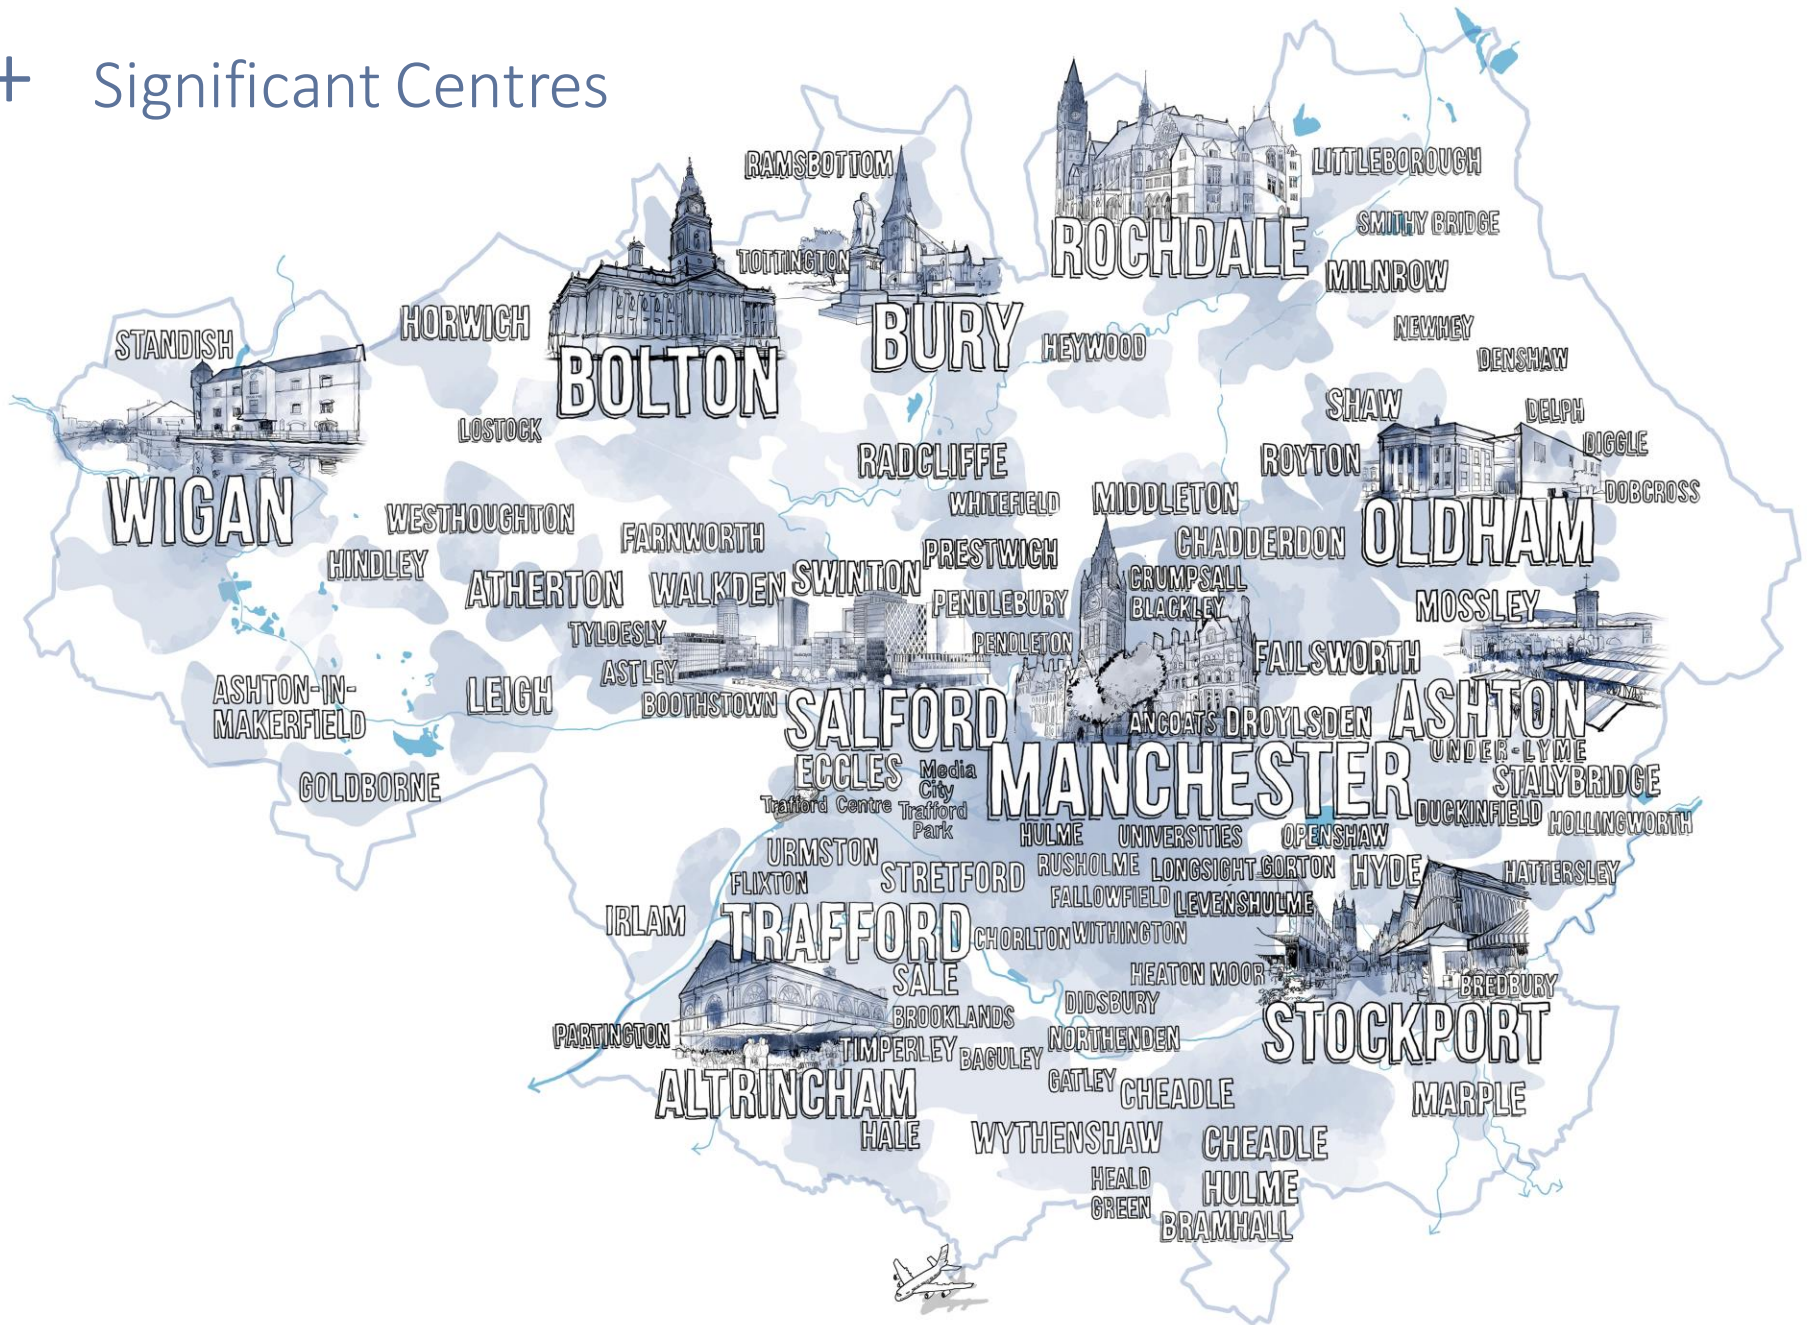 + Significant Centres
RAMSBOTTOM
LITTLEBOROUGH
SMITHY BRIDGE
ROCHDALE
TOTTINGTON
MILNROW
HORWICH
BURY
STANDISH
NEWHEY
HEYWOOD
DENSHAW
BOLTON
SHAW
DELPH
LOSTOCK
DIGGLE
RADCLIFFE
ROYTON
DOBCROSS
WHITEFIELD
MIDDLETON
WIGAN
WESTHOUGHTON
OLDHAM
FARNWORTH
CHADDERDON
PRESTWICH
HINDLEY
SWINTON
CRUMPSALL
ATHERTON
WALKDEN
PENDLEBURY
BLACKLEY
MOSSLEY
TYLDESLY
PENDLETON
FAILSWORTH
ASTLEY
ASHTON-IN-
MAKERFIELD
LEIGH
BOOTHSTOWN
SALFORD
ANCOATS
DROYLSDEN
ASHTON
UNDER-LYME
ECCLES
Media
City
MANCHESTER
STALYBRIDGE
GOLDBORNE
Trafford Centre
Trafford
Park
DUCKINFIELD
HOLLINGWORTH
HULME
UNIVERSITIES
OPENSHAW
URMSTON
STRETFORD
RUSHOLME
LONGSIGHT
GORTON
HYDE
HATTERSLEY
FLIXTON
FALLOWFIELD
LEVENSHULME
IRLAM
TRAFFORD
CHORLTON
WITHINGTON
SALE
HEATON MOOR
BREDBURY
DIDSBURY
BROOKLANDS
PARTINGTON
NORTHENDEN
STOCKPORT
TIMPERLEY
BAGULEY
ALTRINCHAM
GATLEY
CHEADLE
MARPLE
HALE
WYTHENSHAW
CHEADLE
HULME
HEALD
GREEN
BRAMHALL